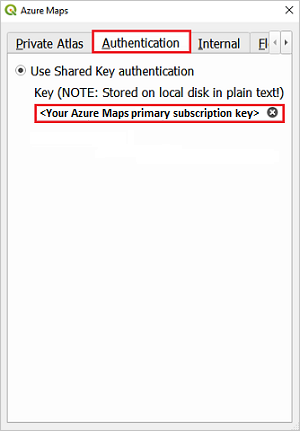 Azure Maps
Private Atlas Authentication Internal
Use Shared Key authentication
Key (NOTE: Stored on local disk in plain text!)
<Your Azure Maps primary subscription key>